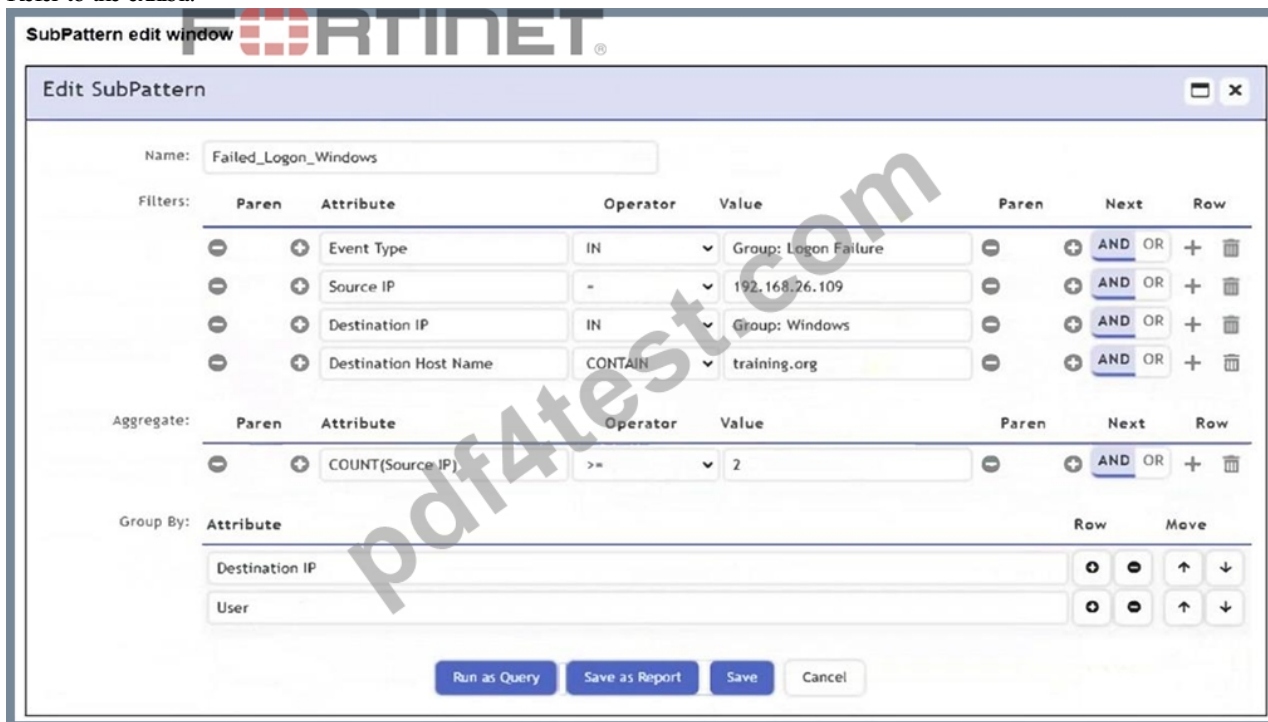 Refer to the exhibit.
SubPattern edit window
FORTINET®
Edit SubPattern
Name: Failed_Logon_Windows
Filters: Paren Attribute Operator Value Paren Next Row
Event Type IN Group: Logon Failure AND OR
Source IP = 192.168.26.109 AND OR
Destination IP IN Group: Windows AND OR
Destination Host Name CONTAIN training.org AND OR
Aggregate: Paren Attribute Operator Value Paren Next Row
COUNT(Source IP) >= 2 AND OR
Group By: Attribute Row Move
Destination IP
User
Run as Query Save as Report Save Cancel
pdf4test.com